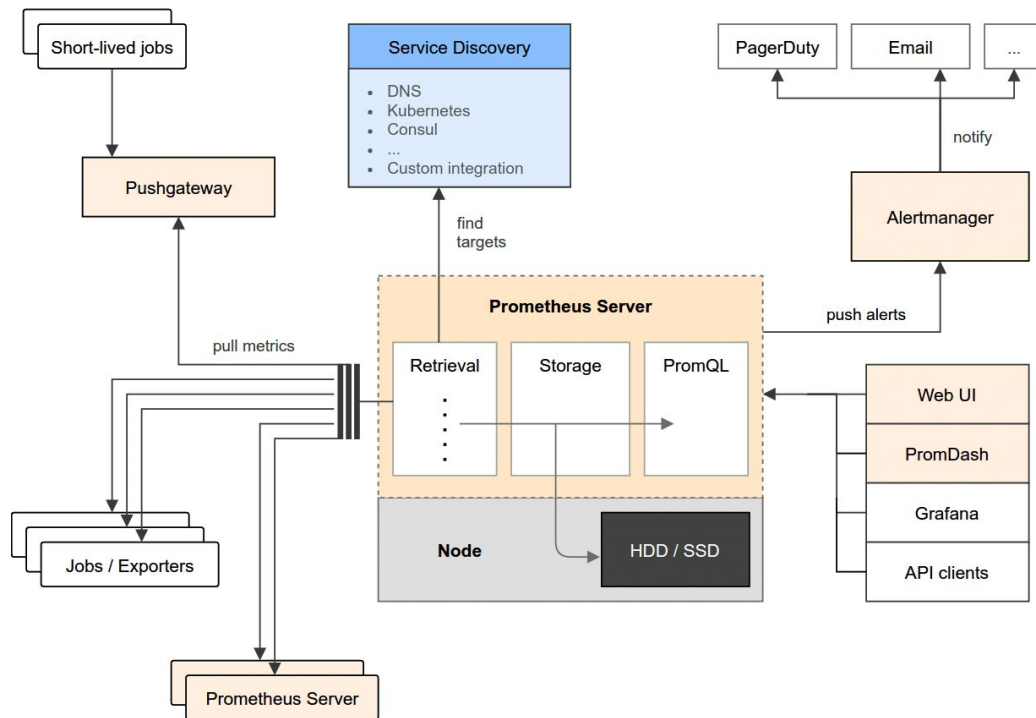 Short-lived jobs
Service Discovery
PagerDuty
Email
...
• DNS
• Kubernetes
• Consul
• ...
• Custom integration
notify
Pushgateway
Alertmanager
find
targets
Prometheus Server
push alerts
pull metrics
Retrieval
Storage
PromQL
Web UI
PromDash
Grafana
API clients
Node
HDD / SSD
Jobs / Exporters
Prometheus Server